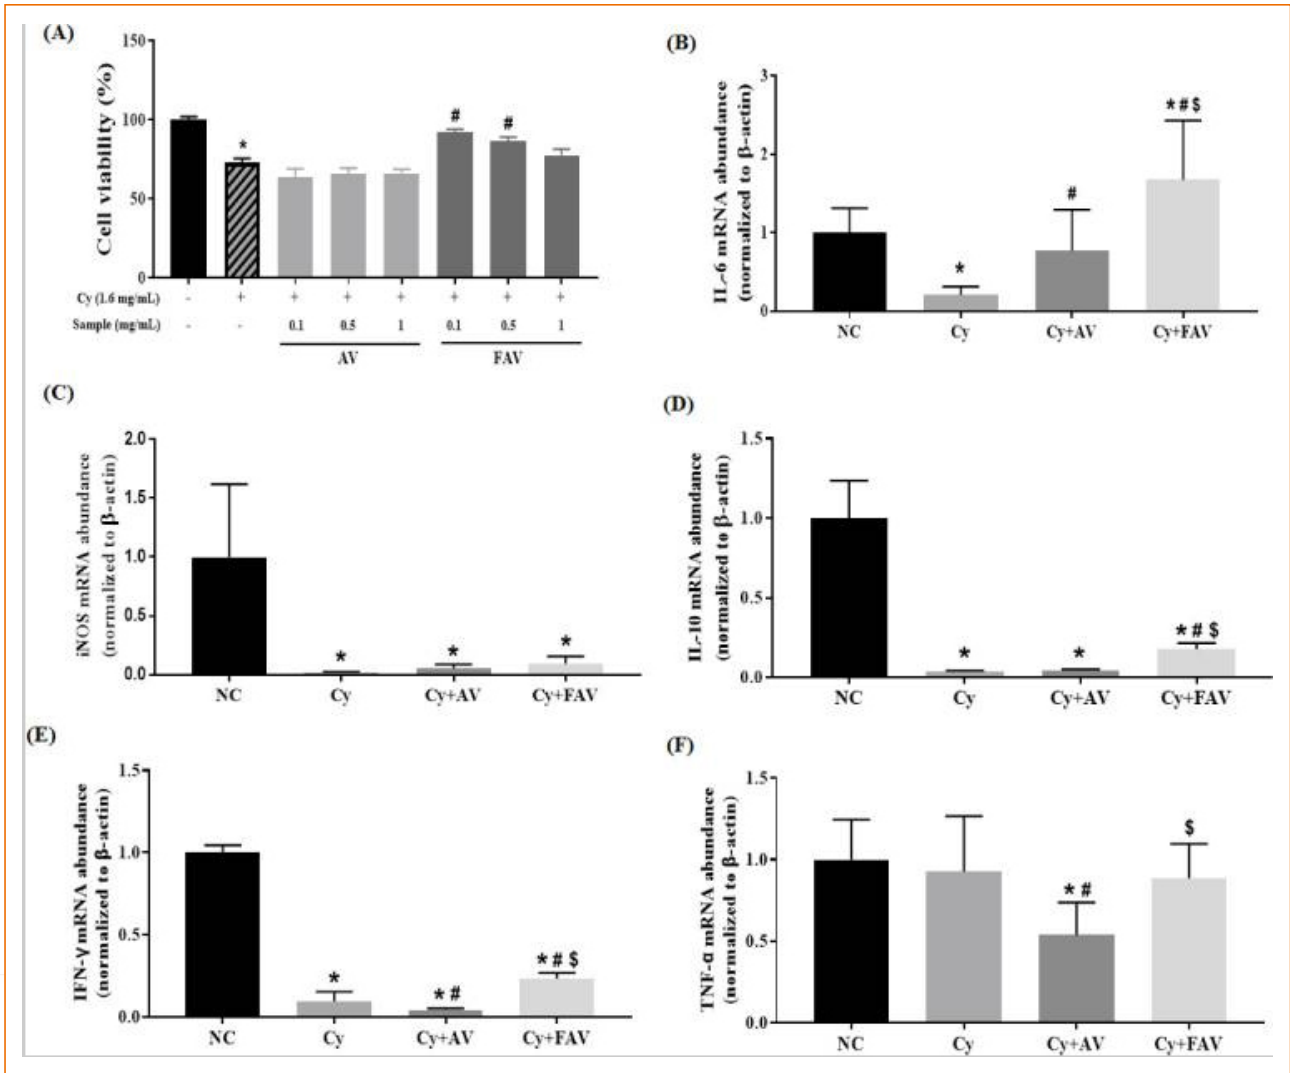 (A)
150
100
50
0
Cell viability (%)
*
#
#
Cy (1.6 mg/mL) - + + + + + + +
Sample (mg/mL) - - 0.1 0.5 1 0.1 0.5 1
AV FAV
(B)
3
2
1
0
IL-6 mRNA abundance
(normalized to β-actin)
*
#
*#$
NC Cy Cy+AV Cy+FAV
(C)
2.0
1.5
1.0
0.5
0.0
iNOS mRNA abundance
(normalized to β-actin)
*
*
*
NC Cy Cy+AV Cy+FAV
(D)
1.5
1.0
0.5
0.0
IL-10 mRNA abundance
(normalized to β-actin)
*
*
*#$
NC Cy Cy+AV Cy+FAV
(E)
1.5
1.0
0.5
0.0
IFN-γ mRNA abundance
(normalized to β-actin)
*
*#
*#$
NC Cy Cy+AV Cy+FAV
(F)
1.5
1.0
0.5
0.0
TNF-α mRNA abundance
(normalized to β-actin)
*#
$
NC Cy Cy+AV Cy+FAV